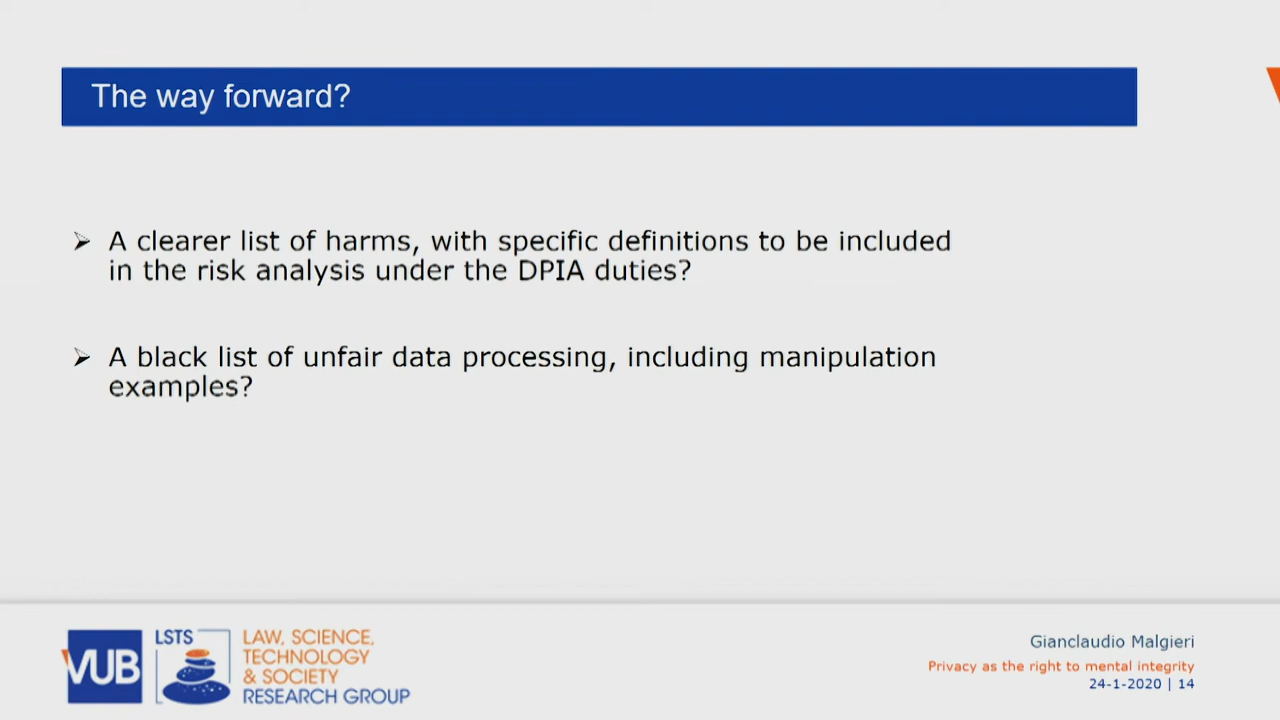 The way forward?
➢ A clearer list of harms, with specific definitions to be included
in the risk analysis under the DPIA duties?
➢ A black list of unfair data processing, including manipulation
examples?
VUB
LSTS
LAW, SCIENCE,
TECHNOLOGY
& SOCIETY
RESEARCH GROUP
Gianclaudio Malgieri
Privacy as the right to mental integrity
24-1-2020 | 14